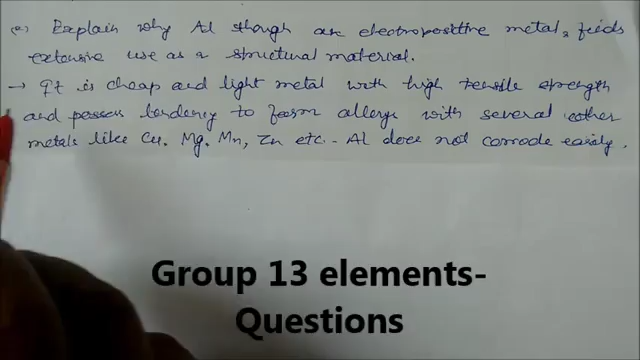 (e) Explain why Al though an electropositive metal, finds
extensive use as a structural material.
→ It is cheap and light metal with high tensile strength
and posses tendency to form alloys with several other
metals like Cu. Mg. Mn, Zn etc. Al does not corrode easily.
Group 13 elements-
Questions